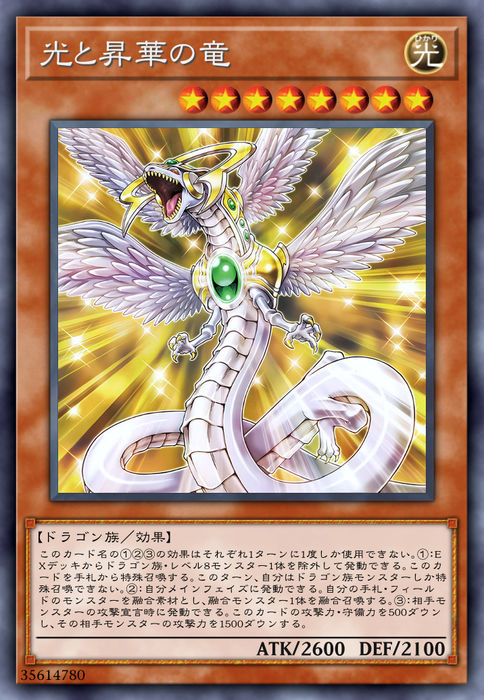 光と昇華の竜
ひかり
光
【ドラゴン族／効果】
このカード名の①②③の効果はそれぞれ1ターンに1度しか使用できない。①：E
Xデッキからドラゴン族・レベル8モンスター1体を除外して発動できる。このカ
ードを手札から特殊召喚する。このターン、自分はドラゴン族モンスターしか特
殊召喚できない。②：自分メインフェイズに発動できる。自分の手札・フィール
ドのモンスターを融合素材とし、融合モンスター1体を融合召喚する。③：相手モ
ンスターの攻撃宣言時に発動できる。このカードの攻撃力・守備力を500ダウ
ンし、その相手モンスターの攻撃力を1500ダウンする。
ATK/2600 DEF/2100
35614780